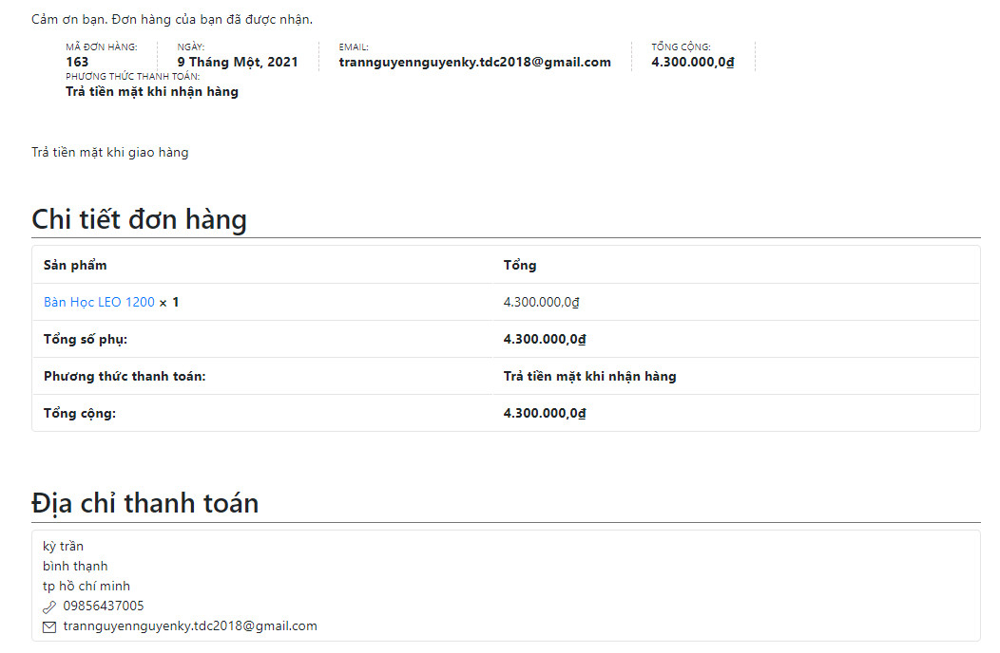 Cảm ơn bạn. Đơn hàng của bạn đã được nhận.
MÃ ĐƠN HÀNG: NGÀY: EMAIL: TỔNG CỘNG:
163 9 Tháng Một, 2021 trannguyennguyenky.tdc2018@gmail.com 4.300.000,0₫
PHƯƠNG THỨC THANH TOÁN:
Trả tiền mặt khi nhận hàng
Trả tiền mặt khi giao hàng
Chi tiết đơn hàng
Sản phẩm Tổng
Bàn Học LEO 1200 × 1 4.300.000,0₫
Tổng số phụ: 4.300.000,0₫
Phương thức thanh toán: Trả tiền mặt khi nhận hàng
Tổng cộng: 4.300.000,0₫
Địa chỉ thanh toán
kỳ trần
bình thạnh
tp hồ chí minh
09856437005
trannguyennguyenky.tdc2018@gmail.com